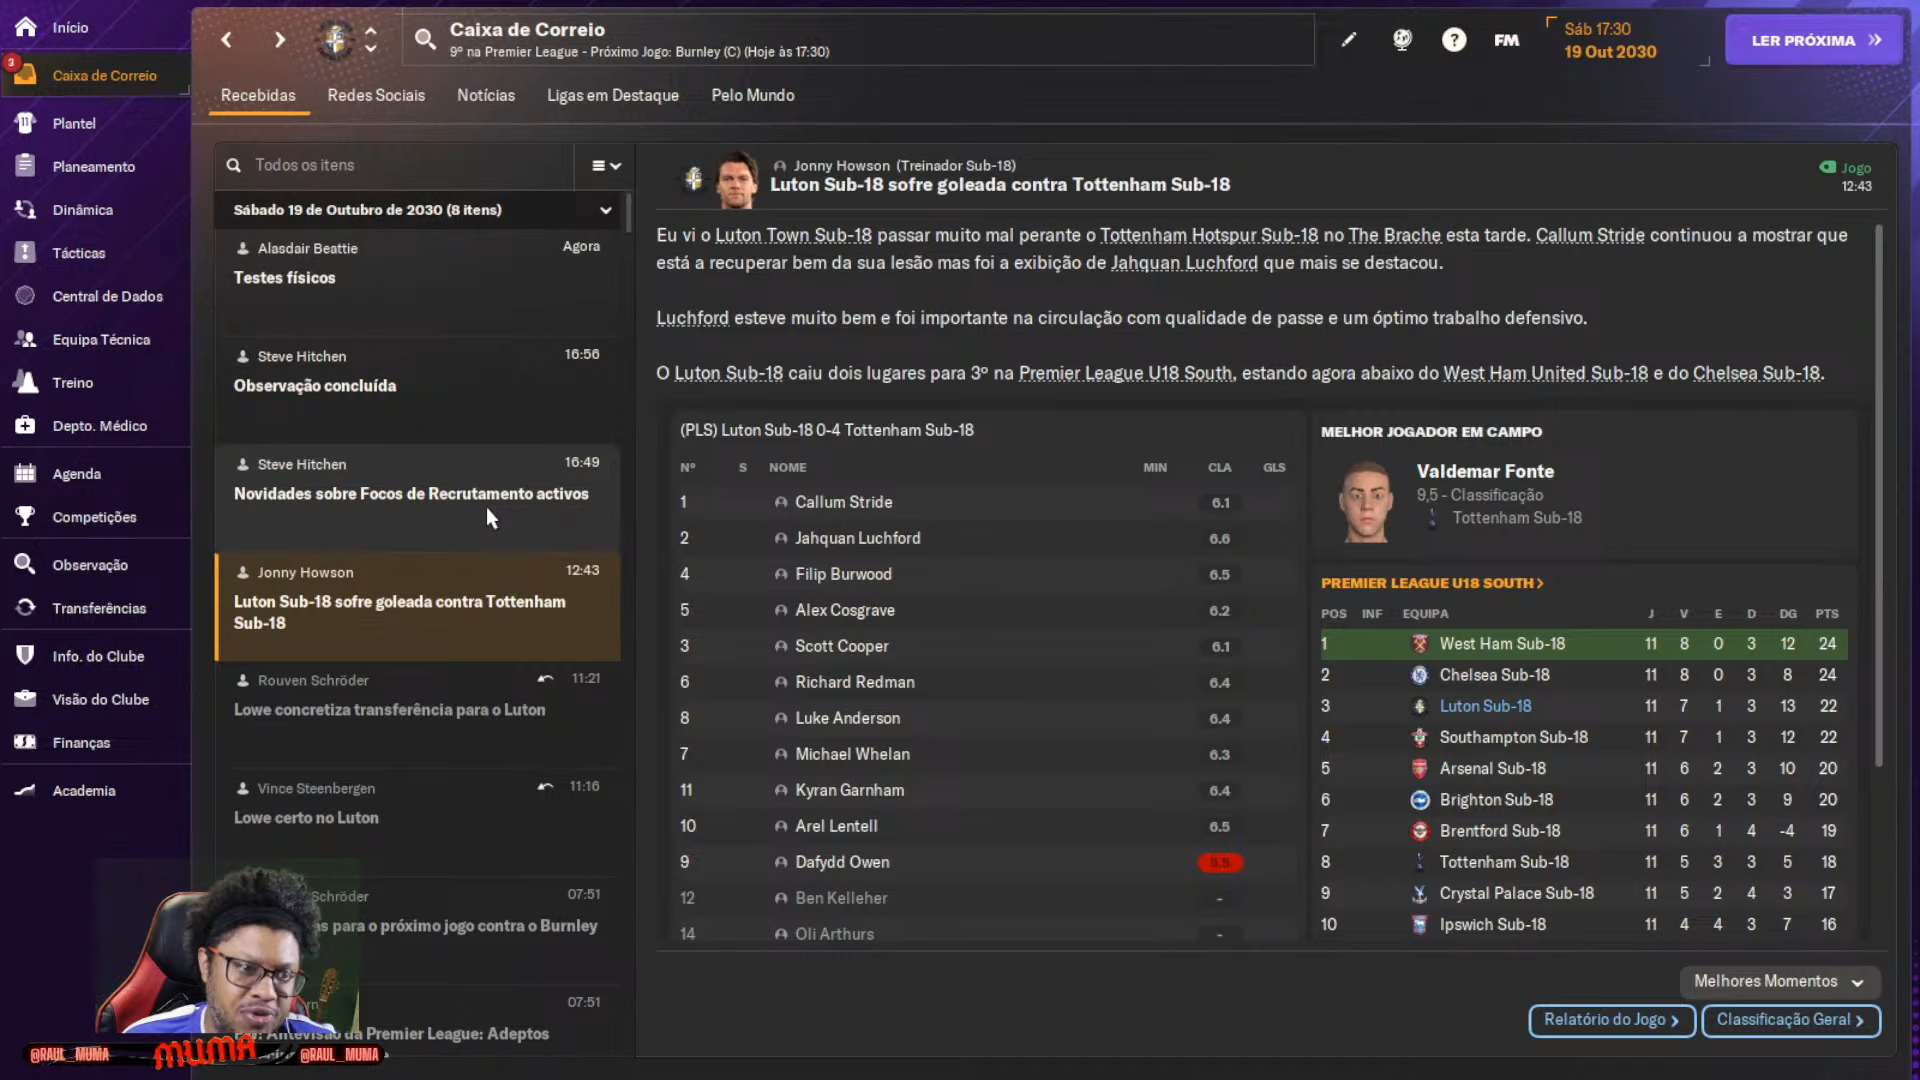 Início
3
Caixa de Correio
Plantel
Planeamento
Dinâmica
Tácticas
Central de Dados
Equipa Técnica
Treino
Depto. Médico
Agenda
Competições
Observação
Transferências
Info. do Clube
Visão do Clube
Finanças
Academia
Caixa de Correio
9º na Premier League - Próximo Jogo: Burnley (C) (Hoje às 17:30)
FM
Sáb 17:30
19 Out 2030
LER PRÓXIMA
Recebidas
Redes Sociais
Notícias
Ligas em Destaque
Pelo Mundo
Todos os itens
Sábado 19 de Outubro de 2030 (8 itens)
Alasdair Beattie
Agora
Testes físicos
Steve Hitchen
16:56
Observação concluída
Steve Hitchen
16:49
Novidades sobre Focos de Recrutamento activos
Jonny Howson
12:43
Luton Sub-18 sofre goleada contra Tottenham
Sub-18
Rouven Schröder
11:21
Lowe concretiza transferência para o Luton
Vince Steenbergen
11:16
Lowe certo no Luton
Schröder
07:51
para o próximo jogo contra o Burnley
07:51
Antevisão da Premier League: Adeptos
@RAUL_MUMA
MUMA
@RAUL_MUMA
Jonny Howson (Treinador Sub-18)
Luton Sub-18 sofre goleada contra Tottenham Sub-18
Jogo
12:43
Eu vi o Luton Town Sub-18 passar muito mal perante o Tottenham Hotspur Sub-18 no The Brache esta tarde. Callum Stride continuou a mostrar que
está a recuperar bem da sua lesão mas foi a exibição de Jahquan Luchford que mais se destacou.
Luchford esteve muito bem e foi importante na circulação com qualidade de passe e um óptimo trabalho defensivo.
O Luton Sub-18 caiu dois lugares para 3º na Premier League U18 South, estando agora abaixo do West Ham United Sub-18 e do Chelsea Sub-18.
(PLS) Luton Sub-18 0-4 Tottenham Sub-18
Nº S NOME MIN CLA GLS
1 Callum Stride 6.1
2 Jahquan Luchford 6.6
4 Filip Burwood 6.5
5 Alex Cosgrave 6.2
3 Scott Cooper 6.1
6 Richard Redman 6.4
8 Luke Anderson 6.4
7 Michael Whelan 6.3
11 Kyran Garnham 6.4
10 Arel Lentell 6.5
9 Dafydd Owen 5.5
12 Ben Kelleher -
14 Oli Arthurs -
MELHOR JOGADOR EM CAMPO
Valdemar Fonte
9,5 - Classificação
Tottenham Sub-18
PREMIER LEAGUE U18 SOUTH >
POS INF EQUIPA J V E D DG PTS
1 West Ham Sub-18 11 8 0 3 12 24
2 Chelsea Sub-18 11 8 0 3 8 24
3 Luton Sub-18 11 7 1 3 13 22
4 Southampton Sub-18 11 7 1 3 12 22
5 Arsenal Sub-18 11 6 2 3 10 20
6 Brighton Sub-18 11 6 2 3 9 20
7 Brentford Sub-18 11 6 1 4 -4 19
8 Tottenham Sub-18 11 5 3 3 5 18
9 Crystal Palace Sub-18 11 5 2 4 3 17
10 Ipswich Sub-18 11 4 4 3 7 16
Melhores Momentos
Relatório do Jogo >
Classificação Geral >